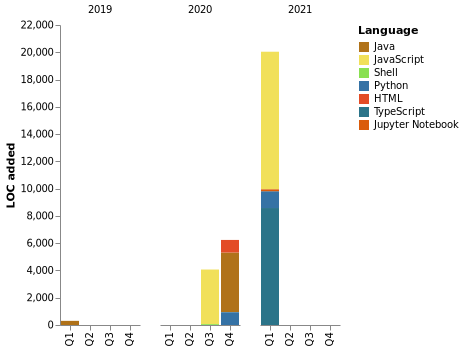 2019 2020 2021
22,000
20,000
18,000
16,000
14,000
12,000
10,000
8,000
6,000
4,000
2,000
0
LOC added
Q1 Q2 Q3 Q4 Q1 Q2 Q3 Q4 Q1 Q2 Q3 Q4
Language
Java
JavaScript
Shell
Python
HTML
TypeScript
Jupyter Notebook